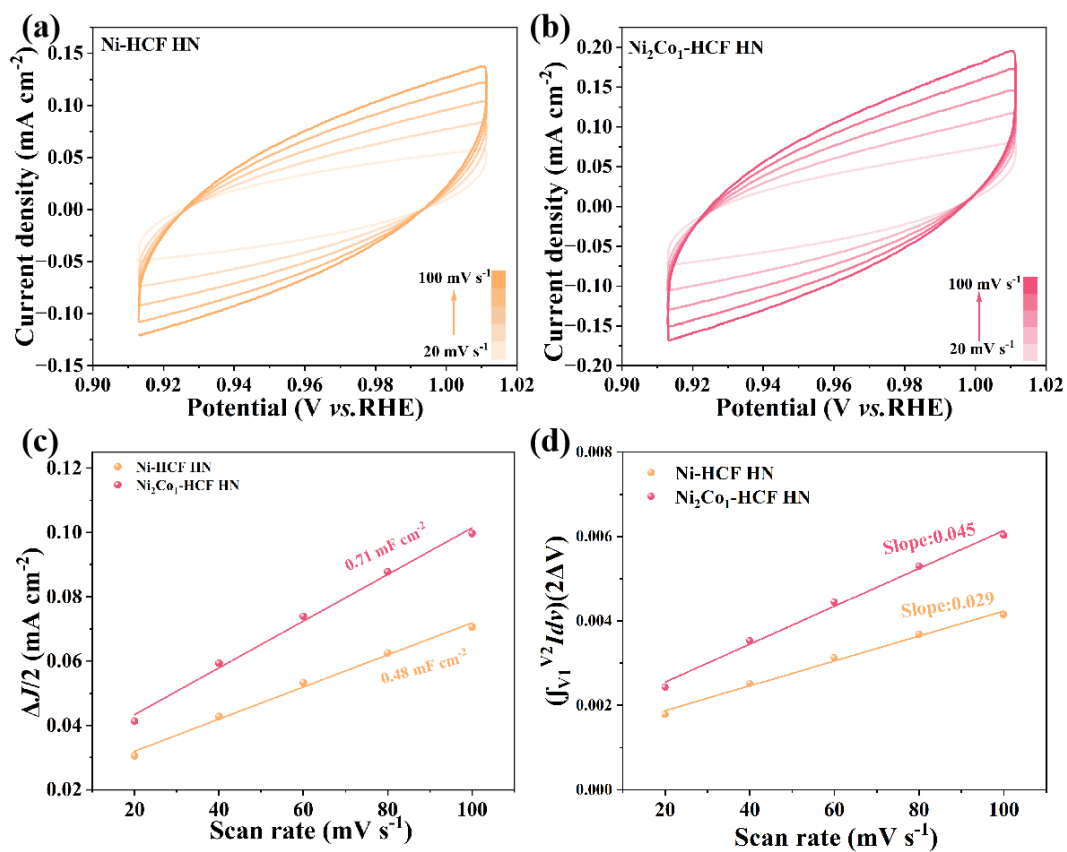 (a)
Ni-HCF HN
Current density (mA cm⁻²)
0.15
0.10
0.05
0.00
−0.05
−0.10
−0.15
100 mV s⁻¹
20 mV s⁻¹
0.90 0.92 0.94 0.96 0.98 1.00 1.02
Potential (V vs.RHE)
(b)
Ni₂Co₁-HCF HN
Current density (mA cm⁻²)
0.20
0.15
0.10
0.05
0.00
−0.05
−0.10
−0.15
0.20
100 mV s⁻¹
20 mV s⁻¹
0.90 0.92 0.94 0.96 0.98 1.00 1.02
Potential (V vs.RHE)
(c)
Ni-HCF HN
Ni₂Co₁-HCF HN
ΔJ/2 (mA cm⁻²)
0.12
0.10
0.08
0.06
0.04
0.02
0.71 mF cm⁻²
0.48 mF cm⁻²
20 40 60 80 100
Scan rate (mV s⁻¹)
(d)
Ni-HCF HN
Ni₂Co₁-HCF HN
(∫V1^V2 Idv)(2ΔV)
0.008
0.006
0.004
0.002
0.000
Slope:0.045
Slope:0.029
20 40 60 80 100
Scan rate (mV s⁻¹)